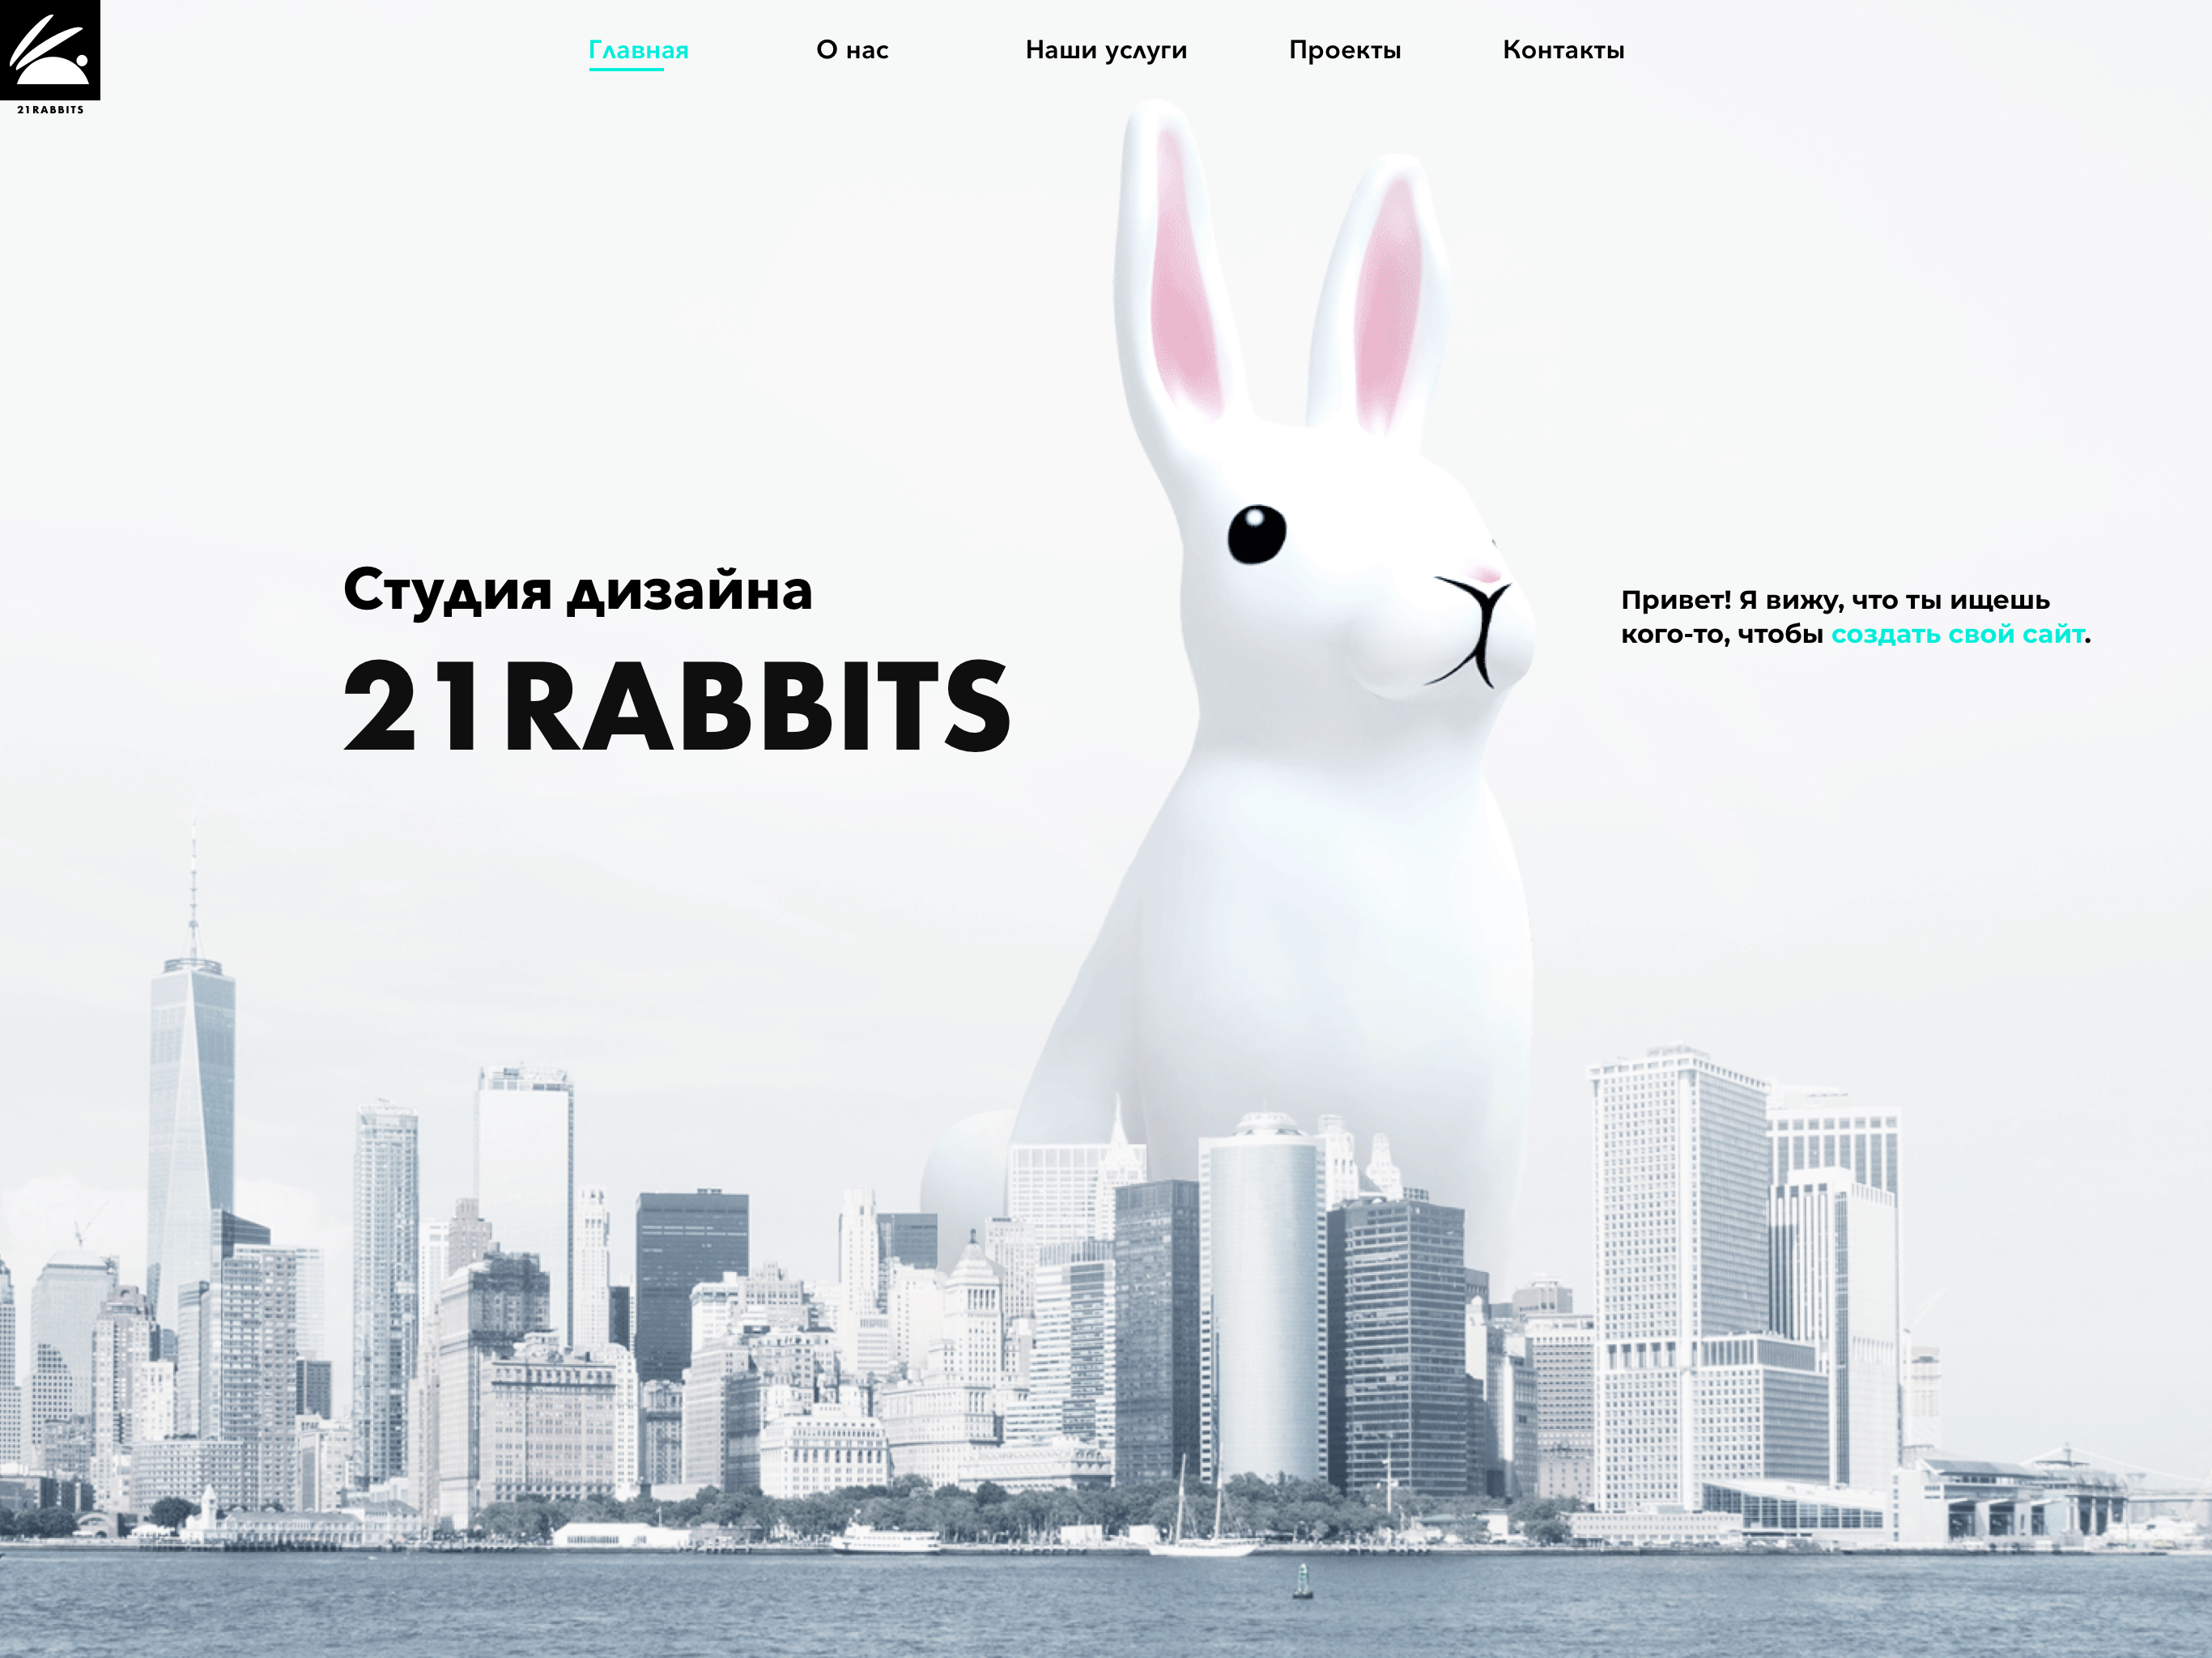 21RABBITS
Главная
О нас
Наши услуги
Проекты
Контакты
Студия дизайна
21RABBITS
Привет! Я вижу, что ты ищешь
кого-то, чтобы создать свой сайт.